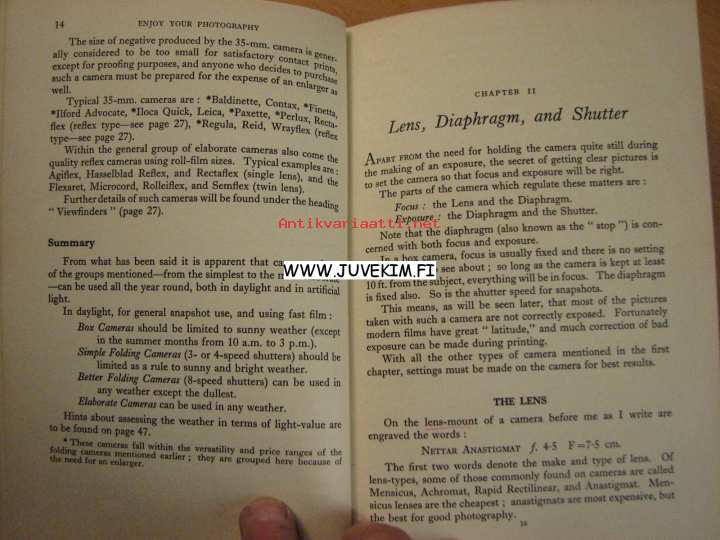 14 ENJOY YOUR PHOTOGRAPHY
The size of negative produced by the 35-mm. camera is gener-
ally considered to be too small for satisfactory contact prints,
except for proofing purposes, and anyone who decides to purchase
such a camera must be prepared for the expense of an enlarger as
well.
Typical 35-mm. cameras are : *Baldinette, Contax, *Finetta,
*Ilford Advocate, *Iloca Quick, Leica, *Paxette, *Perlux, Recta-
flex (reflex type—see page 27), *Regula, Reid, Wrayflex (reflex
type—see page 27).
Within the general group of elaborate cameras also come the
quality reflex cameras using roll-film sizes. Typical examples are :
Agiflex, Hasselblad Reflex, and Rectaflex (single lens), and the
Flexaret, Microcord, Rolleiflex, and Semflex (twin lens).
Further details of such cameras will be found under the heading
“ Viewfinders ” (page 27).
Summary
From what has been said it is apparent that
of the groups mentioned—from the simplest to the
—can be used all the year round, both in daylight and in artificial
light.
In daylight, for general snapshot use, and using fast film :
Box Cameras should be limited to sunny weather (except
in the summer months from 10 a.m. to 3 p.m.).
Simple Folding Cameras (3- or 4-speed shutters) should be
limited as a rule to sunny and bright weather.
Better Folding Cameras (8-speed shutters) can be used in
any weather except the dullest.
Elaborate Cameras can be used in any weather.
Hints about assessing the weather in terms of light-value are
to be found on page 47.
* These cameras fall within the versatility and price ranges of the
folding cameras mentioned earlier ; they are grouped here because of
the need for an enlarger.
CHAPTER II
Lens, Diaphragm, and Shutter
APART FROM the need for holding the camera quite still during
the making of an exposure, the secret of getting clear pictures is
to set the camera so that focus and exposure will be right.
The parts of the camera which regulate these matters are :
Focus : the Lens and the Diaphragm.
Exposure : the Diaphragm and the Shutter.
Note that the diaphragm (also known as the “ stop ”) is con-
cerned with both focus and exposure.
In a box camera, focus is usually fixed and there is no setting
see about ; so long as the camera is kept at least
10 ft. from the subject, everything will be in focus. The diaphragm
is fixed also. So is the shutter speed for snapshots.
This means, as will be seen later, that most of the pictures
taken with such a camera are not correctly exposed. Fortunately
modern films have great “ latitude,” and much correction of bad
exposure can be made during printing.
With all the other types of camera mentioned in the first
chapter, settings must be made on the camera for best results.
THE LENS
On the lens-mount of a camera before me as I write are
engraved the words :
NETTAR ANASTIGMAT f. 4·5 F=7·5 cm.
The first two words denote the make and type of lens. Of
lens-types, some of those commonly found on cameras are called
Mensicus, Achromat, Rapid Rectilinear, and Anastigmat. Men-
sicus lenses are the cheapest ; anastigmats are most expensive, but
the best for good photography.
Antikvariaatti.net
WWW.JUVEKIM.FI